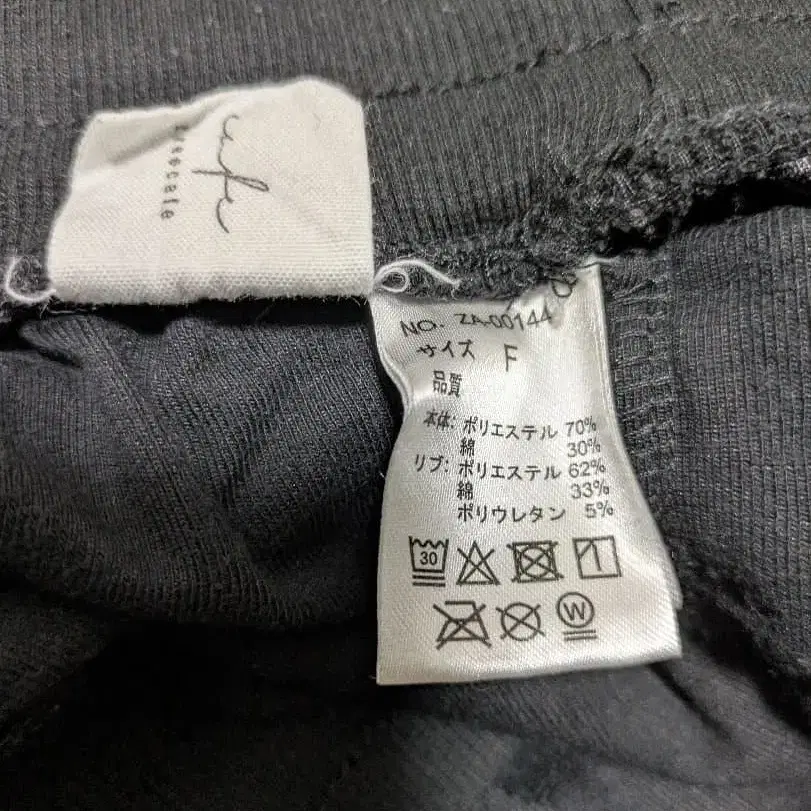 NO. ZA-00144
サイズ F
品質
本体: ポリエステル 70%
綿 30%
リブ: ポリエステル 62%
綿 33%
ポリウレタン 5%
30
W